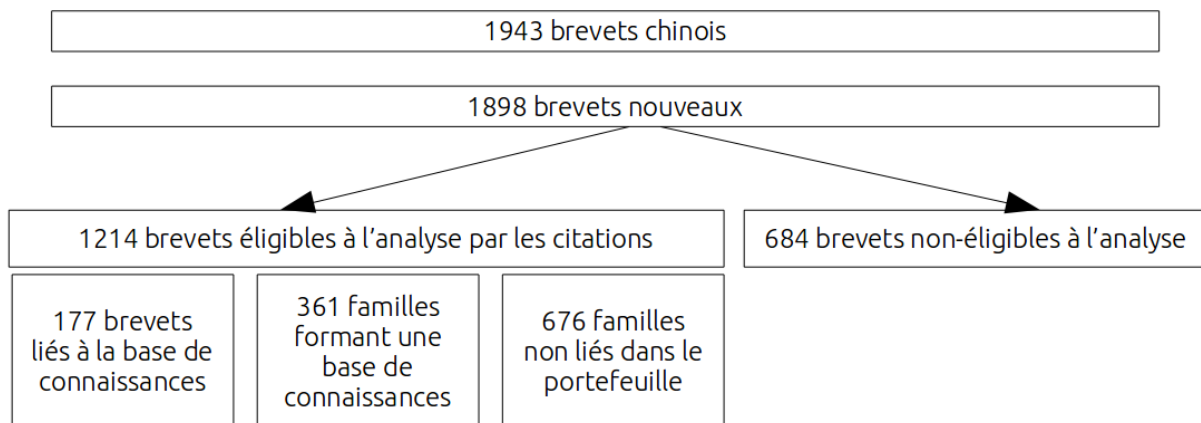 1943 brevets chinois
1898 brevets nouveaux
1214 brevets éligibles à l’analyse par les citations
684 brevets non-éligibles à l’analyse
177 brevets
liés à la base de
connaissances
361 familles
formant une
base de
connaissances
676 familles
non liés dans le
portefeuille